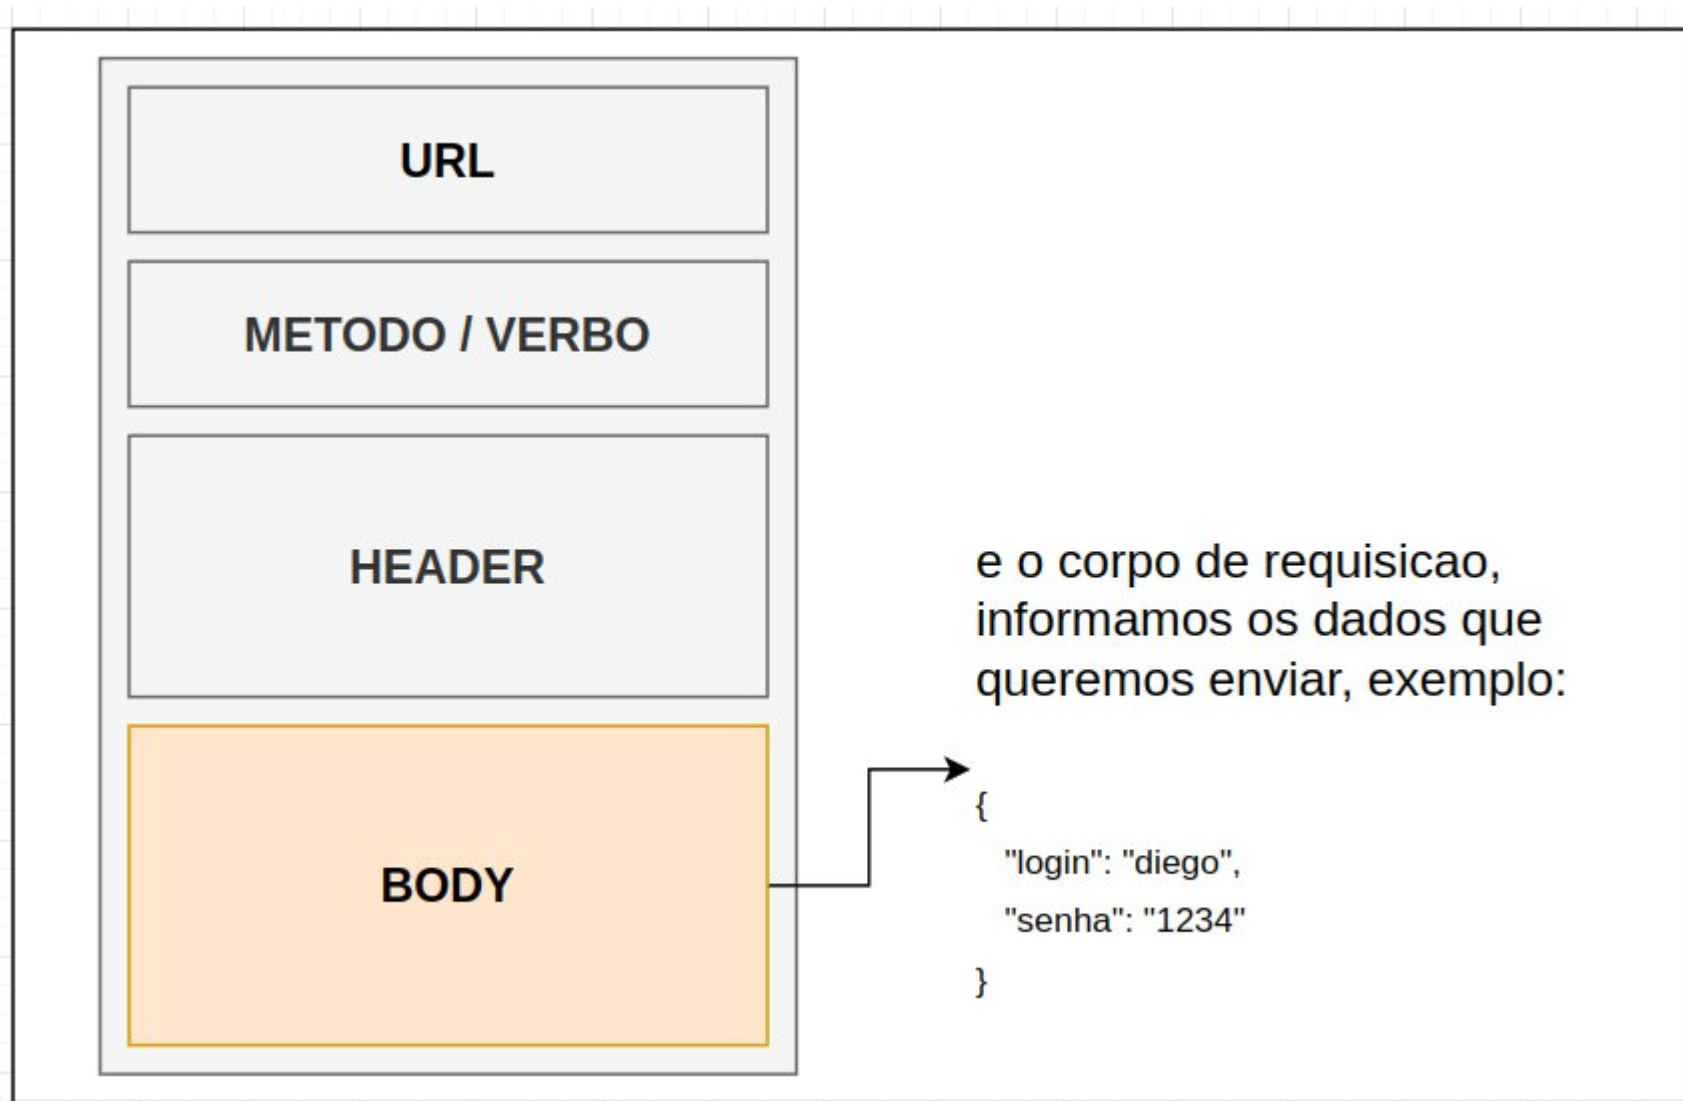 URL
METODO / VERBO
HEADER
BODY
e o corpo de requisicao,
informamos os dados que
queremos enviar, exemplo:
{
"login": "diego",
"senha": "1234"
}